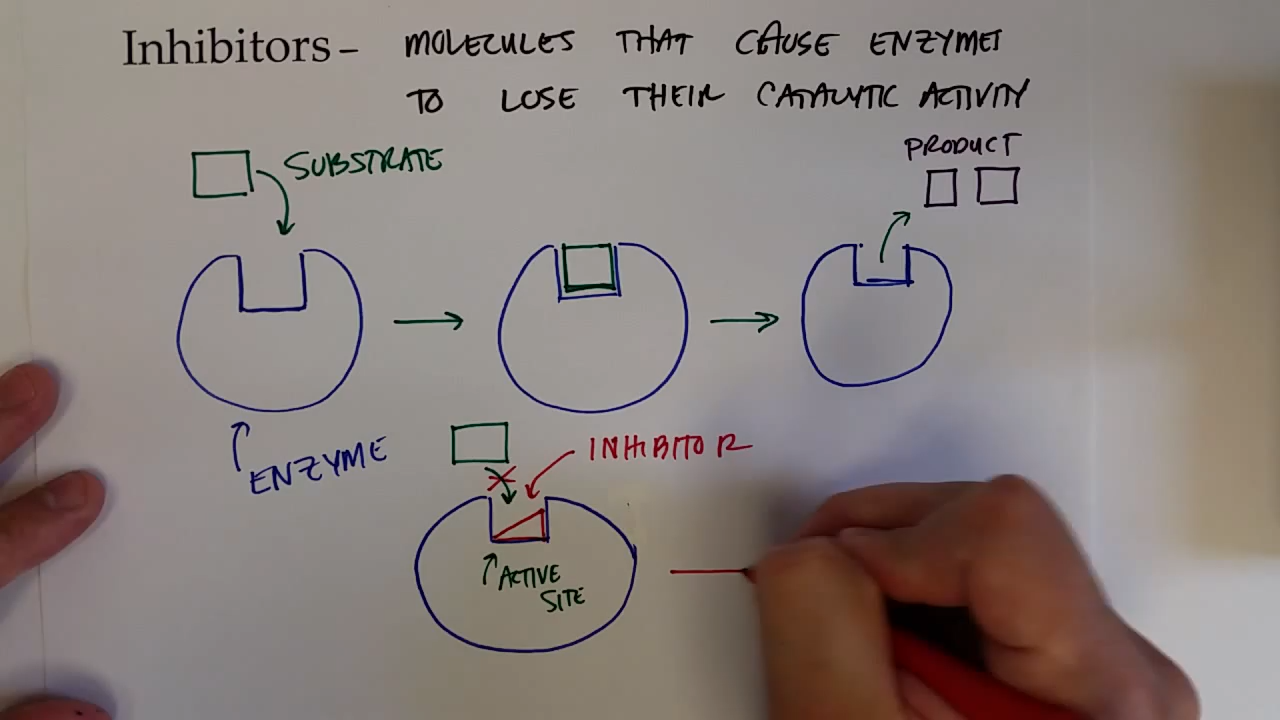 Inhibitors – MOLECULES THAT CAUSE ENZYMES
TO LOSE THEIR CATALYTIC ACTIVITY
SUBSTRATE
PRODUCT
ENZYME
INHIBITOR
ACTIVE
SITE